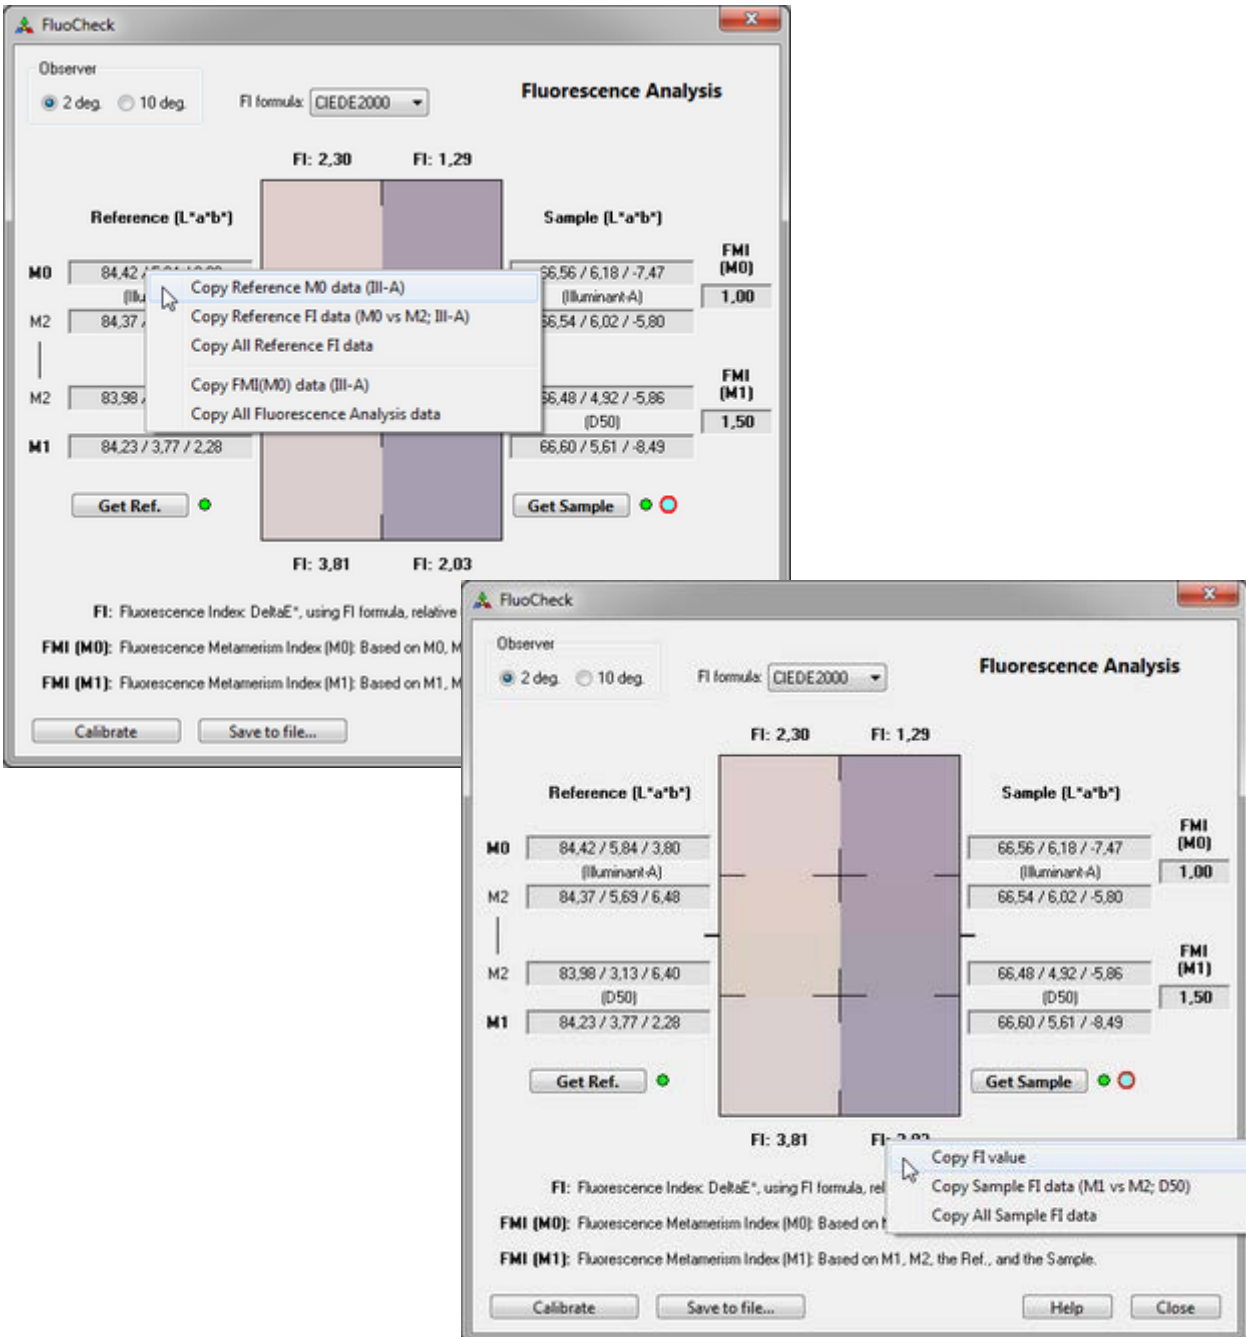 FluoCheck
Observer
2 deg. 10 deg. FI formula: CIEDE2000 Fluorescence Analysis
FI: 2,30 FI: 1,29
Reference (L*a*b*) Sample (L*a*b*)
FMI
(M0)
M0 84,42 / 66,56 / 6,18 / -7,47
(Illuminant-A) 1,00
M2 84,37 66,54 / 6,02 / -5,80
Copy Reference M0 data (Ill-A)
Copy Reference FI data (M0 vs M2; Ill-A)
Copy All Reference FI data
Copy FMI(M0) data (Ill-A)
Copy All Fluorescence Analysis data
FMI
(M1)
M2 83,98 66,48 / 4,92 / -5,86
(D50) 1,50
M1 84,23 / 3,77 / 2,28 66,60 / 5,61 / -8,49
Get Ref. Get Sample
FI: 3,81 FI: 2,03
FI: Fluorescence Index: DeltaE*, using FI formula, relative
FMI (M0): Fluorescence Metamerism Index (M0): Based on M0, M
FMI (M1): Fluorescence Metamerism Index (M1): Based on M1, M
Calibrate Save to file...
FluoCheck
Observer
2 deg. 10 deg. FI formula: CIEDE2000 Fluorescence Analysis
FI: 2,30 FI: 1,29
Reference (L*a*b*) Sample (L*a*b*)
FMI
(M0)
M0 84,42 / 5,84 / 3,80 66,56 / 6,18 / -7,47
(Illuminant-A) (Illuminant-A) 1,00
M2 84,37 / 5,69 / 6,48 66,54 / 6,02 / -5,80
FMI
(M1)
M2 83,98 / 3,13 / 6,40 66,48 / 4,92 / -5,86
(D50) (D50) 1,50
M1 84,23 / 3,77 / 2,28 66,60 / 5,61 / -8,49
Get Ref. Get Sample
FI: 3,81 FI:
Copy FI value
Copy Sample FI data (M1 vs M2; D50)
Copy All Sample FI data
FI: Fluorescence Index: DeltaE*, using FI formula, rel
FMI (M0): Fluorescence Metamerism Index (M0): Based on
FMI (M1): Fluorescence Metamerism Index (M1): Based on M1, M2, the Ref., and the Sample.
Calibrate Save to file... Help Close